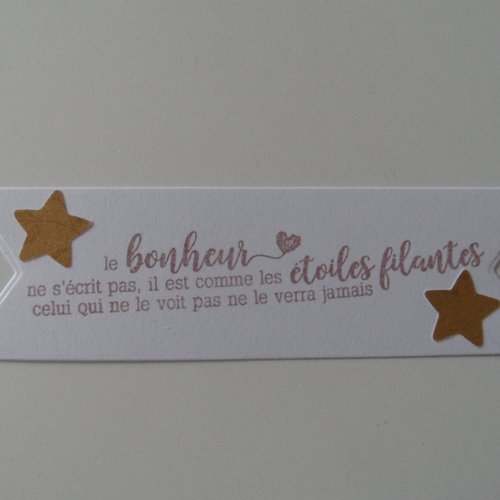 le bonheur
ne s'écrit pas, il est comme les étoiles filantes
celui qui ne le voit pas ne le verra jamais